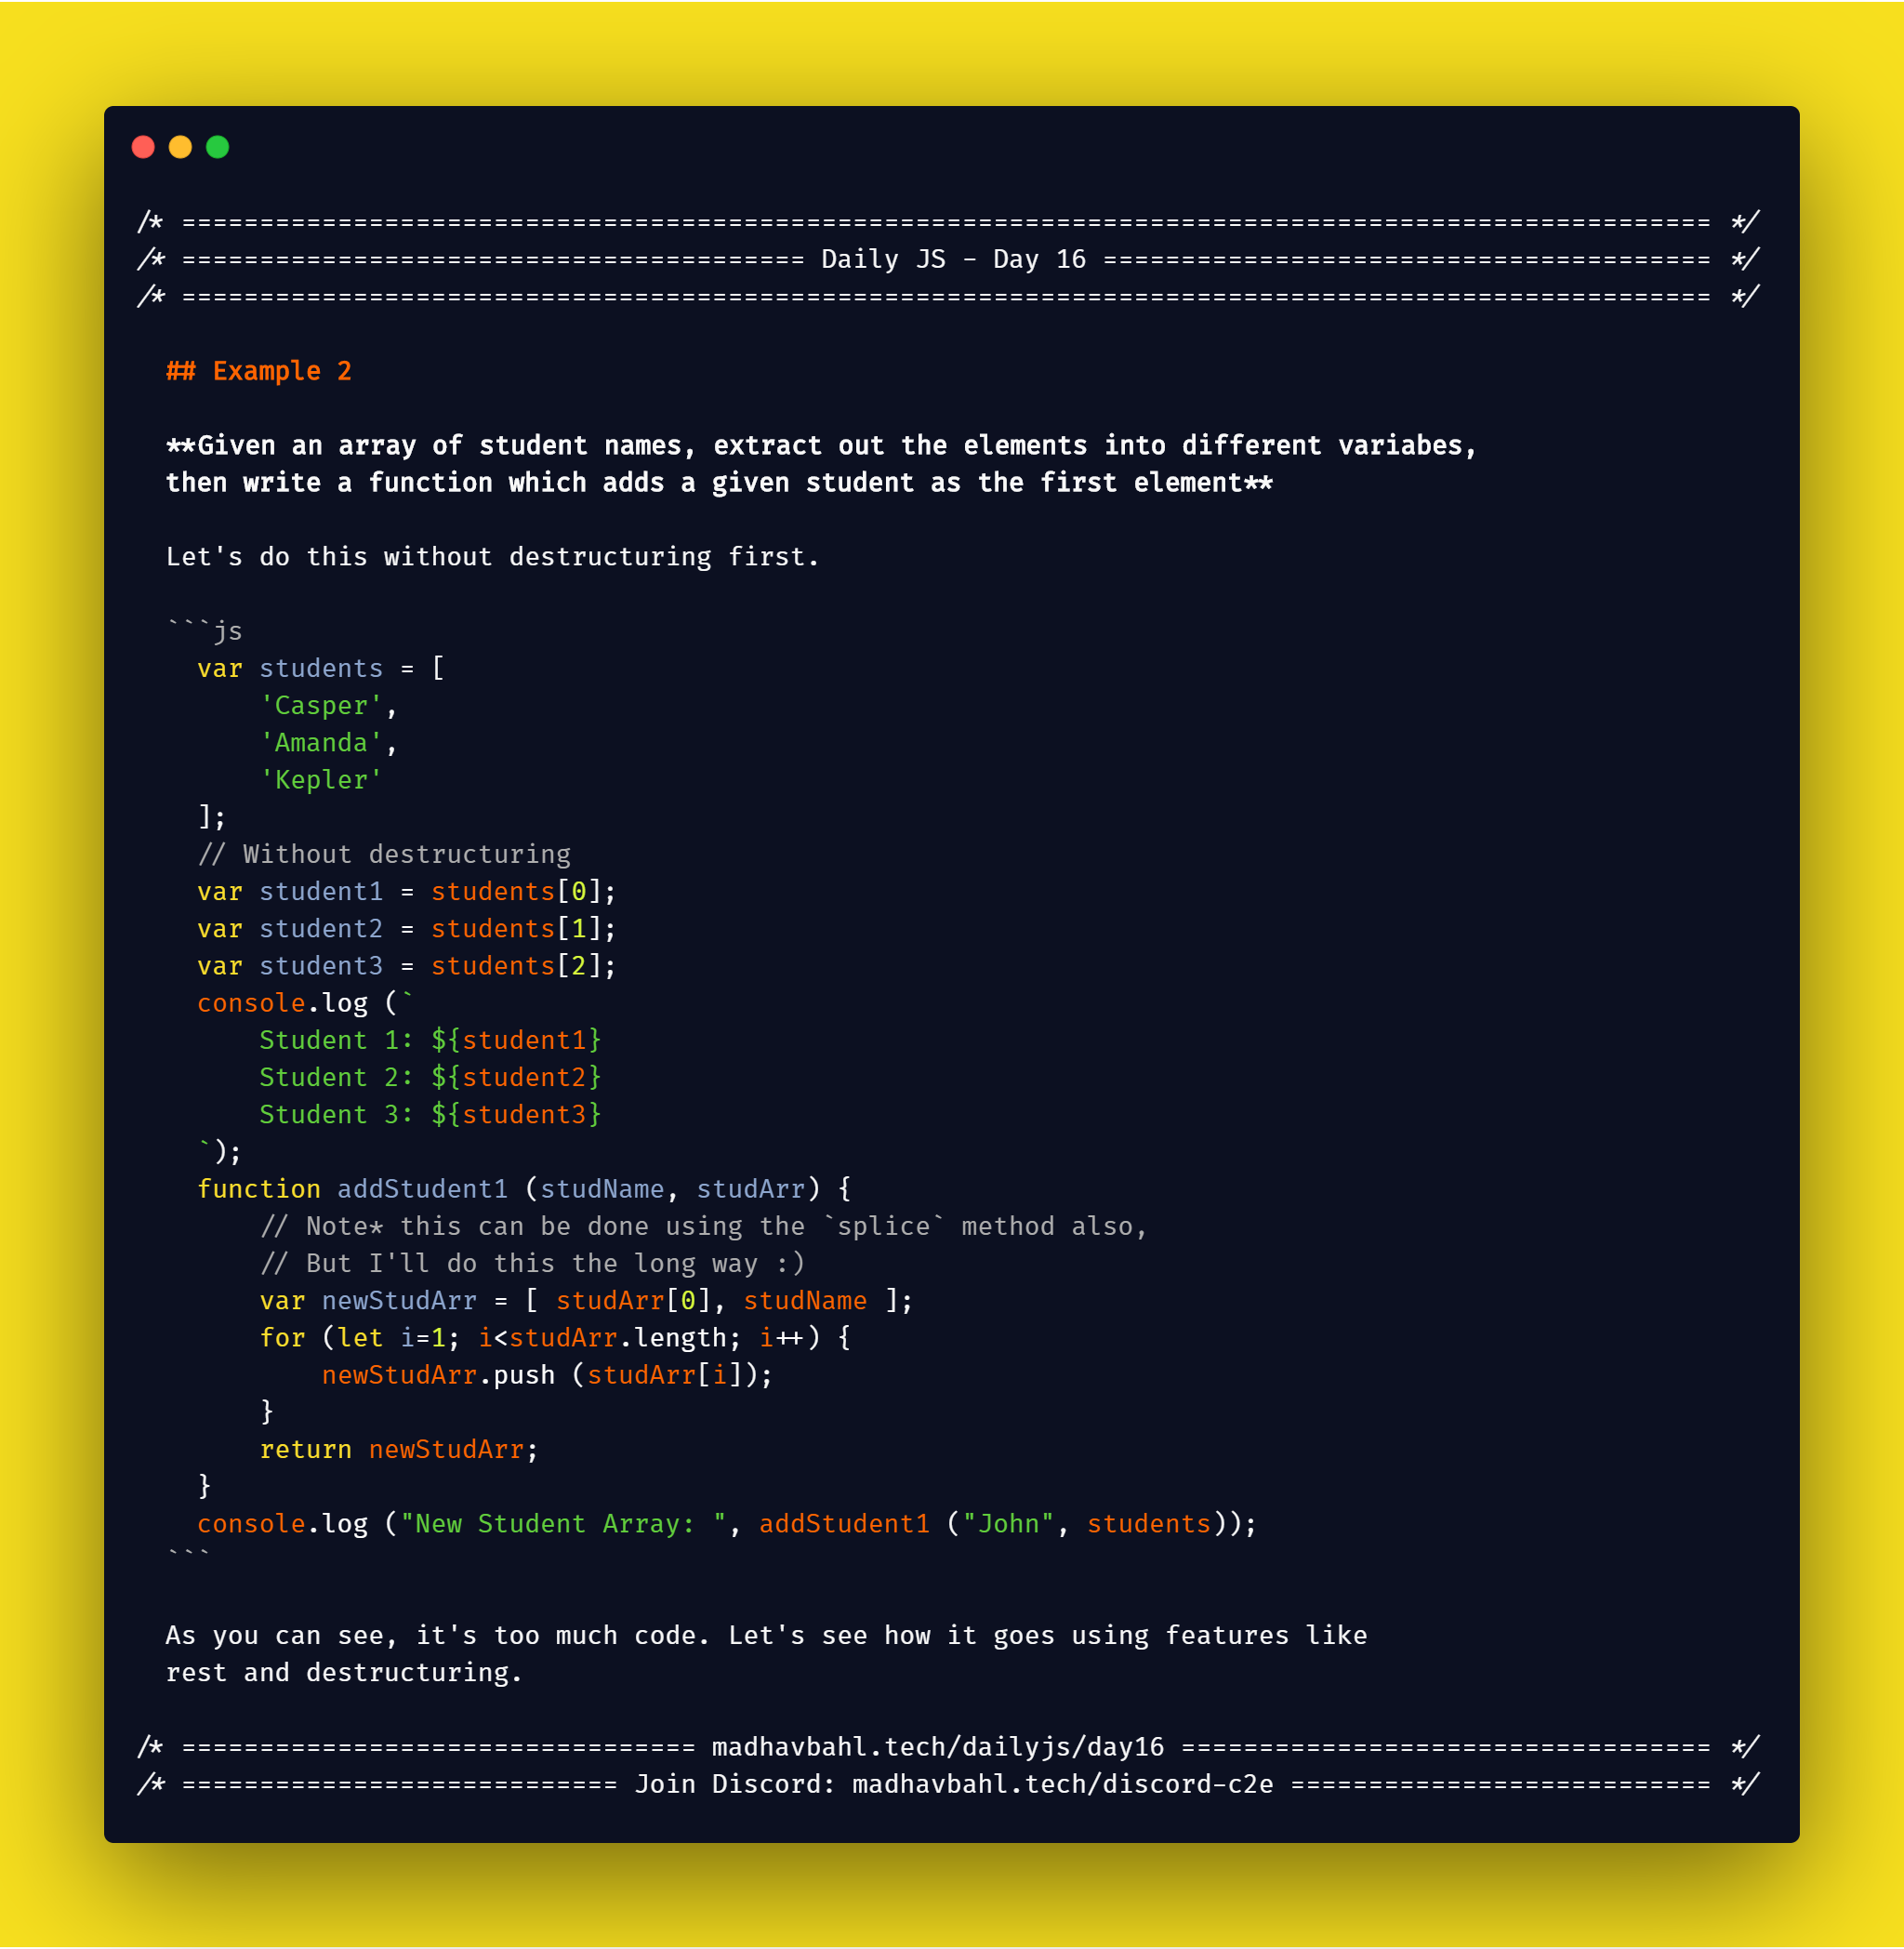 /* ================================================================================================== */
/* ======================================== Daily JS - Day 16 ======================================= */
/* ================================================================================================== */
## Example 2
**Given an array of student names, extract out the elements into different variabes,
then write a function which adds a given student as the first element**
Let's do this without destructuring first.
```js
var students = [
'Casper',
'Amanda',
'Kepler'
];
// Without destructuring
var student1 = students[0];
var student2 = students[1];
var student3 = students[2];
console.log (`
Student 1: ${student1}
Student 2: ${student2}
Student 3: ${student3}
`);
function addStudent1 (studName, studArr) {
// Note* this can be done using the `splice` method also,
// But I'll do this the long way :)
var newStudArr = [ studArr[0], studName ];
for (let i=1; i<studArr.length; i++) {
newStudArr.push (studArr[i]);
}
return newStudArr;
}
console.log ("New Student Array: ", addStudent1 ("John", students));
```
As you can see, it's too much code. Let's see how it goes using features like
rest and destructuring.
/* ================================= madhavbahl.tech/dailyjs/day16 ================================== */
/* ============================ Join Discord: madhavbahl.tech/discord-c2e =========================== */